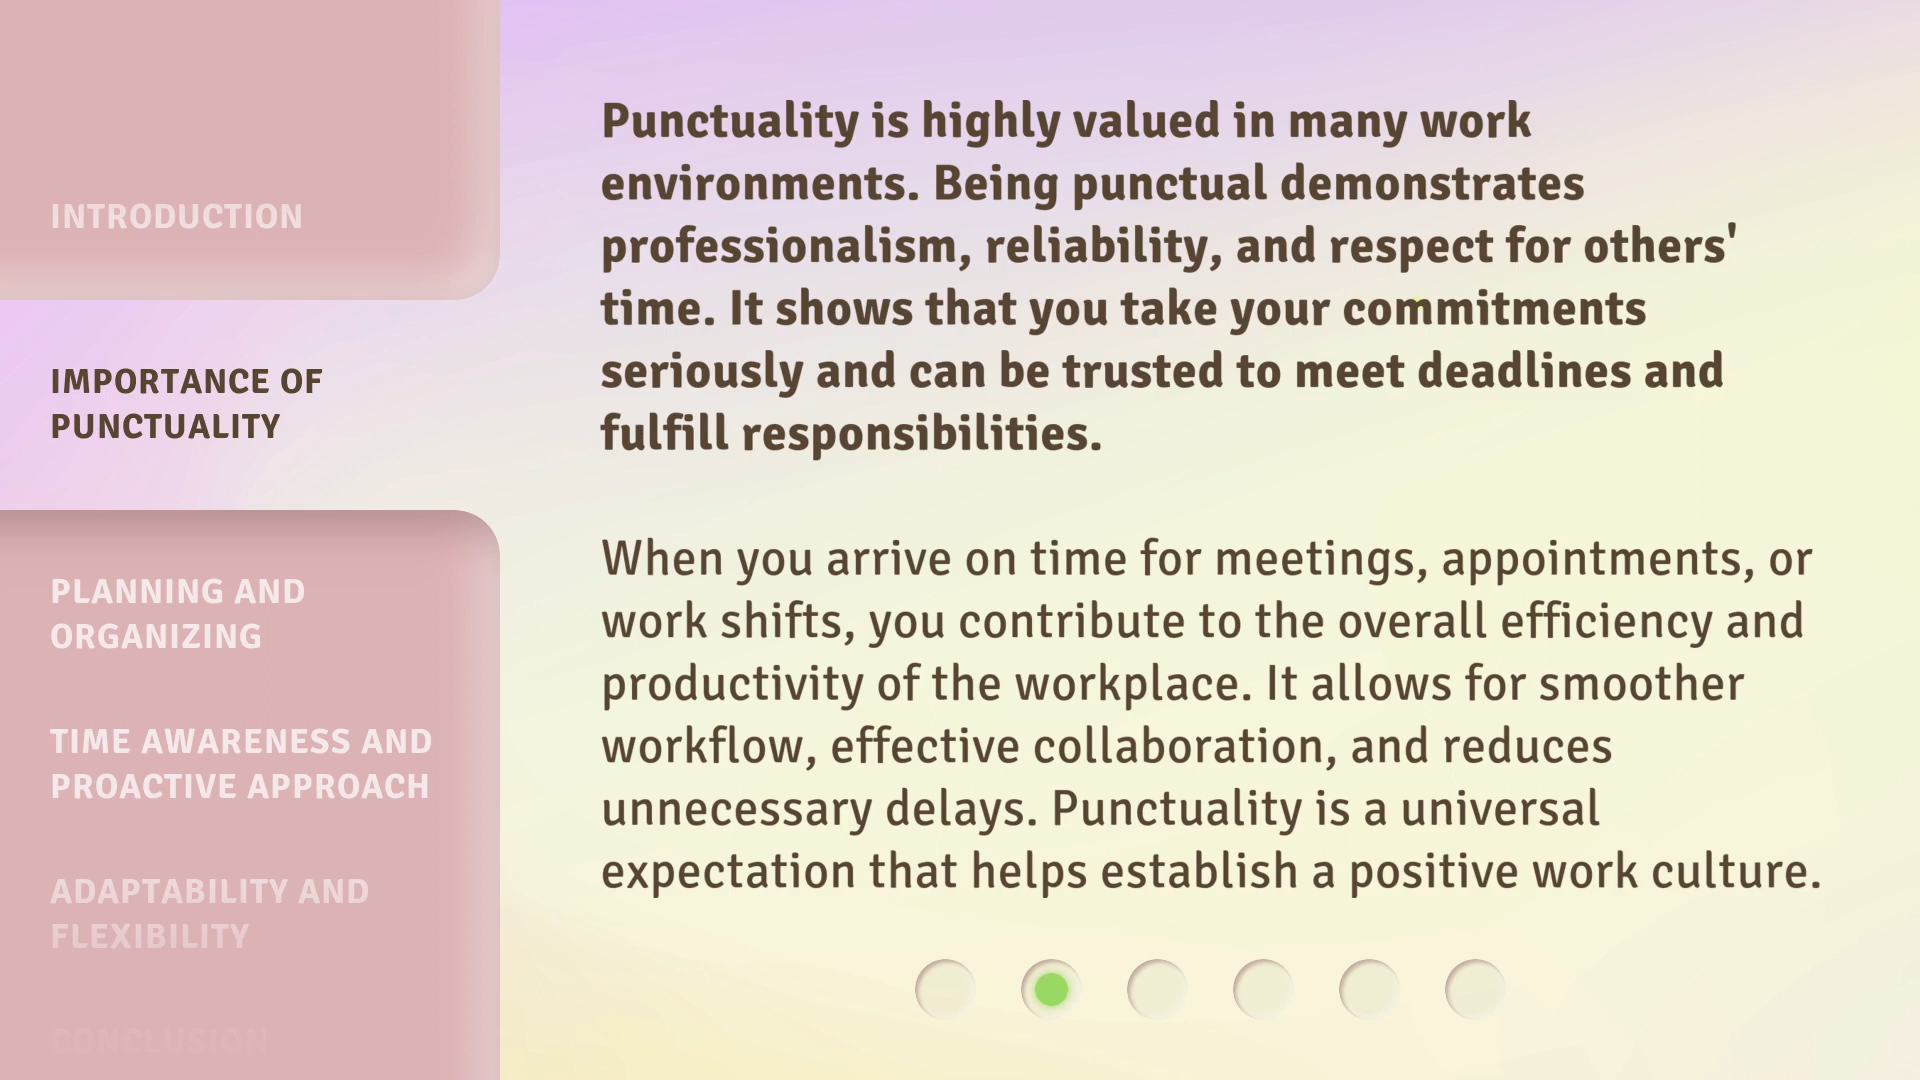 INTRODUCTION
IMPORTANCE OF
PUNCTUALITY
PLANNING AND
ORGANIZING
TIME AWARENESS AND
PROACTIVE APPROACH
ADAPTABILITY AND
FLEXIBILITY
CONCLUSION
Punctuality is highly valued in many work
environments. Being punctual demonstrates
professionalism, reliability, and respect for others'
time. It shows that you take your commitments
seriously and can be trusted to meet deadlines and
fulfill responsibilities.
When you arrive on time for meetings, appointments, or
work shifts, you contribute to the overall efficiency and
productivity of the workplace. It allows for smoother
workflow, effective collaboration, and reduces
unnecessary delays. Punctuality is a universal
expectation that helps establish a positive work culture.